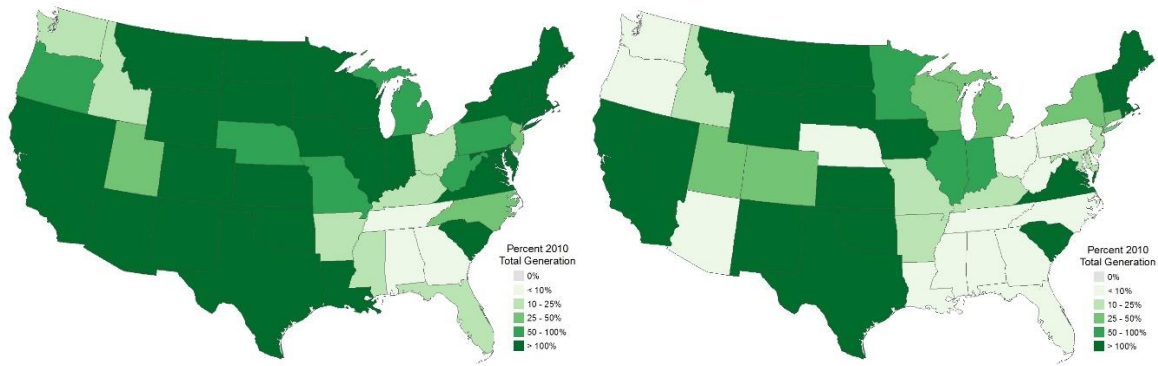 Percent 2010
Total Generation
0%
< 10%
10 - 25%
25 - 50%
50 - 100%
> 100%
Percent 2010
Total Generation
0%
< 10%
10 - 25%
25 - 50%
50 - 100%
> 100%